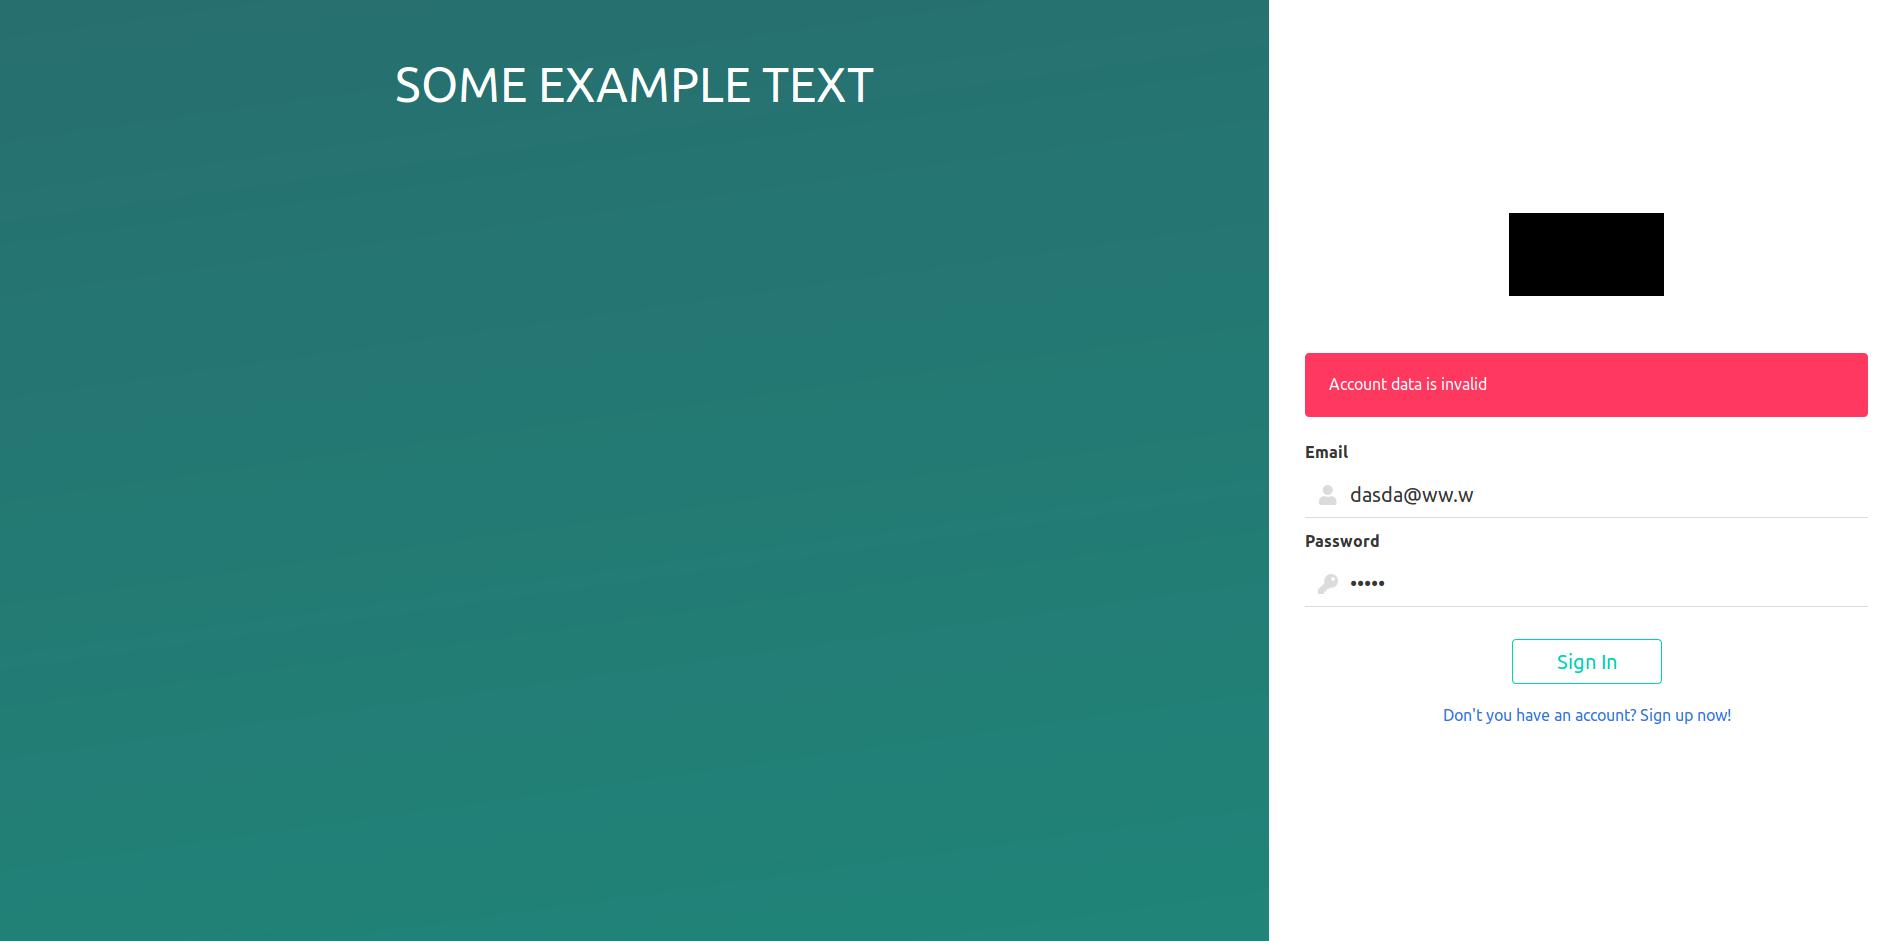 SOME EXAMPLE TEXT
Account data is invalid
Email
dasda@ww.w
Password
•••••
Sign In
Don't you have an account? Sign up now!